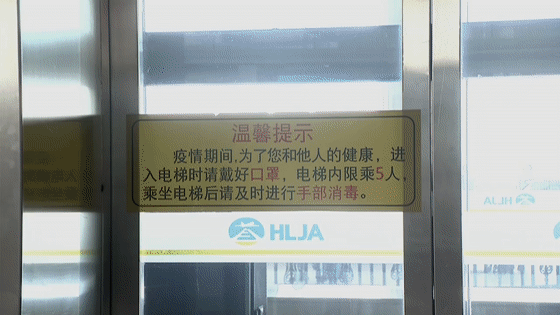 温馨提示
疫情期间,为了您和他人的健康，进
入电梯时请戴好口罩，电梯内限乘5人，
乘坐电梯后请及时进行手部消毒。
HLJA
HLJA